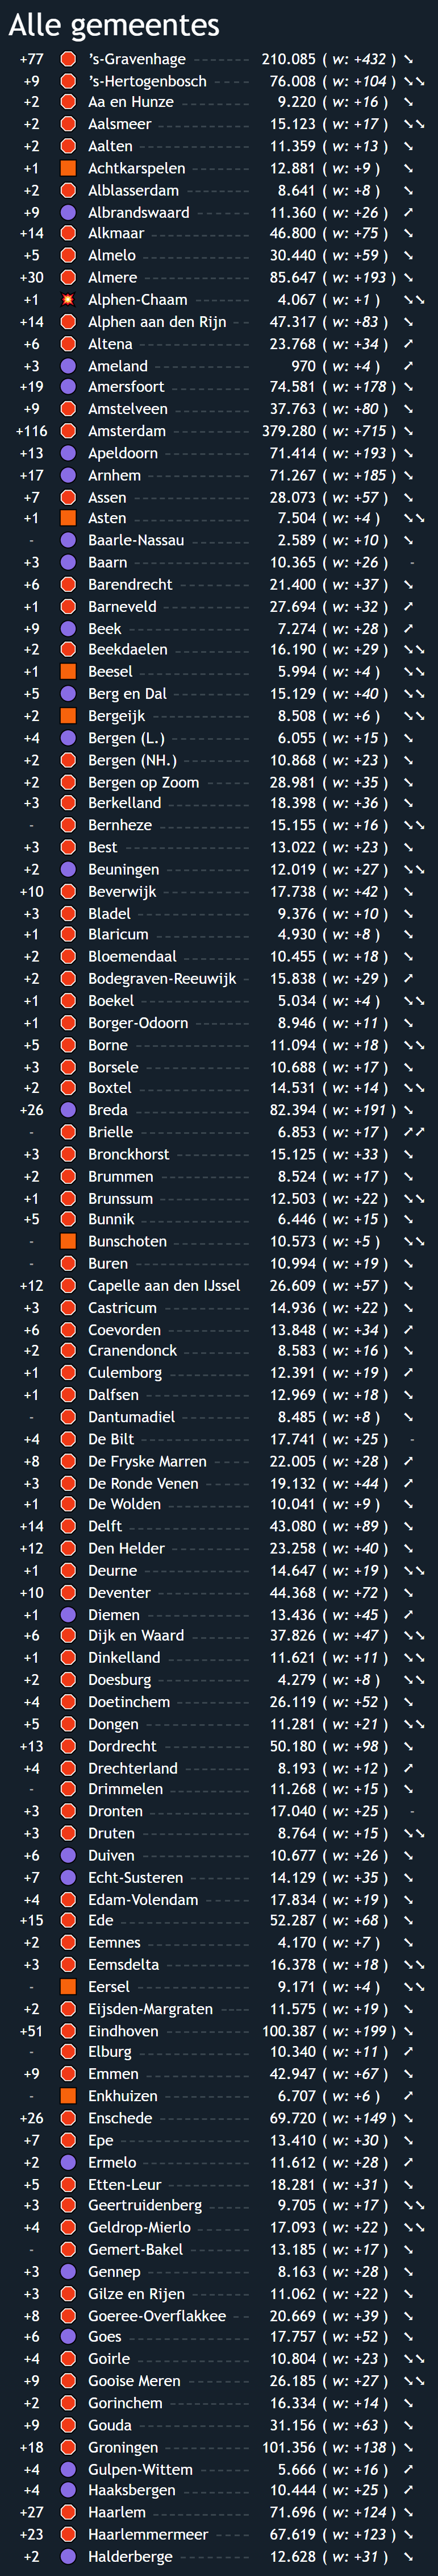 Alle gemeentes
+77 's-Gravenhage 210.085 ( w: +432 )
+9 's-Hertogenbosch 76.008 ( w: +104 )
+2 Aa en Hunze 9.220 ( w: +16 )
+2 Aalsmeer 15.123 ( w: +17 )
+2 Aalten 11.359 ( w: +13 )
+1 Achtkarspelen 12.881 ( w: +9 )
+2 Alblasserdam 8.641 ( w: +8 )
+9 Albrandswaard 11.360 ( w: +26 )
+14 Alkmaar 46.800 ( w: +75 )
+5 Almelo 30.440 ( w: +59 )
+30 Almere 85.647 ( w: +193 )
+1 Alphen-Chaam 4.067 ( w: +1 )
+14 Alphen aan den Rijn 47.317 ( w: +83 )
+6 Altena 23.768 ( w: +34 )
+3 Ameland 970 ( w: +4 )
+19 Amersfoort 74.581 ( w: +178 )
+9 Amstelveen 37.763 ( w: +80 )
+116 Amsterdam 379.280 ( w: +715 )
+13 Apeldoorn 71.414 ( w: +193 )
+17 Arnhem 71.267 ( w: +185 )
+7 Assen 28.073 ( w: +57 )
+1 Asten 7.504 ( w: +4 )
- Baarle-Nassau 2.589 ( w: +10 )
+3 Baarn 10.365 ( w: +26 ) -
+6 Barendrecht 21.400 ( w: +37 )
+1 Barneveld 27.694 ( w: +32 )
+9 Beek 7.274 ( w: +28 )
+2 Beekdaelen 16.190 ( w: +29 )
+1 Beesel 5.994 ( w: +4 )
+5 Berg en Dal 15.129 ( w: +40 )
+2 Bergeijk 8.508 ( w: +6 )
+4 Bergen (L.) 6.055 ( w: +15 )
+2 Bergen (NH.) 10.868 ( w: +23 )
+2 Bergen op Zoom 28.981 ( w: +35 )
+3 Berkelland 18.398 ( w: +36 )
- Bernheze 15.155 ( w: +16 )
+3 Best 13.022 ( w: +23 )
+2 Beuningen 12.019 ( w: +27 )
+10 Beverwijk 17.738 ( w: +42 )
+3 Bladel 9.376 ( w: +10 )
+1 Blaricum 4.930 ( w: +8 )
+2 Bloemendaal 10.455 ( w: +18 )
+2 Bodegraven-Reeuwijk 15.838 ( w: +29 )
+1 Boekel 5.034 ( w: +4 )
+1 Borger-Odoorn 8.946 ( w: +11 )
+5 Borne 11.094 ( w: +18 )
+3 Borsele 10.688 ( w: +17 )
+2 Boxtel 14.531 ( w: +14 )
+26 Breda 82.394 ( w: +191 )
- Brielle 6.853 ( w: +17 )
+3 Bronckhorst 15.125 ( w: +33 )
+2 Brummen 8.524 ( w: +17 )
+1 Brunssum 12.503 ( w: +22 )
+5 Bunnik 6.446 ( w: +15 )
- Bunschoten 10.573 ( w: +5 )
- Buren 10.994 ( w: +19 )
+12 Capelle aan den IJssel 26.609 ( w: +57 )
+3 Castricum 14.936 ( w: +22 )
+6 Coevorden 13.848 ( w: +34 )
+2 Cranendonck 8.583 ( w: +16 )
+1 Culemborg 12.391 ( w: +19 )
+1 Dalfsen 12.969 ( w: +18 )
- Dantumadiel 8.485 ( w: +8 )
+4 De Bilt 17.741 ( w: +25 ) -
+8 De Fryske Marren 22.005 ( w: +28 )
+3 De Ronde Venen 19.132 ( w: +44 )
+1 De Wolden 10.041 ( w: +9 )
+14 Delft 43.080 ( w: +89 )
+12 Den Helder 23.258 ( w: +40 )
+1 Deurne 14.647 ( w: +19 )
+10 Deventer 44.368 ( w: +72 )
+1 Diemen 13.436 ( w: +45 )
+6 Dijk en Waard 37.826 ( w: +47 )
+1 Dinkelland 11.621 ( w: +11 )
+2 Doesburg 4.279 ( w: +8 )
+4 Doetinchem 26.119 ( w: +52 )
+5 Dongen 11.281 ( w: +21 )
+13 Dordrecht 50.180 ( w: +98 )
+4 Drechterland 8.193 ( w: +12 )
- Drimmelen 11.268 ( w: +15 )
+3 Dronten 17.040 ( w: +25 ) -
+3 Druten 8.764 ( w: +15 )
+6 Duiven 10.677 ( w: +26 )
+7 Echt-Susteren 14.129 ( w: +35 )
+4 Edam-Volendam 17.834 ( w: +19 )
+15 Ede 52.287 ( w: +68 )
+2 Eemnes 4.170 ( w: +7 )
+3 Eemsdelta 16.378 ( w: +18 )
- Eersel 9.171 ( w: +4 )
+2 Eijsden-Margraten 11.575 ( w: +19 )
+51 Eindhoven 100.387 ( w: +199 )
- Elburg 10.340 ( w: +11 )
+9 Emmen 42.947 ( w: +67 )
- Enkhuizen 6.707 ( w: +6 )
+26 Enschede 69.720 ( w: +149 )
+7 Epe 13.410 ( w: +30 )
+2 Ermelo 11.612 ( w: +28 )
+5 Etten-Leur 18.281 ( w: +31 )
+3 Geertruidenberg 9.705 ( w: +17 )
+4 Geldrop-Mierlo 17.093 ( w: +22 )
- Gemert-Bakel 13.185 ( w: +17 )
+3 Gennep 8.163 ( w: +28 )
+3 Gilze en Rijen 11.062 ( w: +22 )
+8 Goeree-Overflakkee 20.669 ( w: +39 )
+6 Goes 17.757 ( w: +52 )
+4 Goirle 10.804 ( w: +23 )
+9 Gooise Meren 26.185 ( w: +27 )
+2 Gorinchem 16.334 ( w: +14 )
+9 Gouda 31.156 ( w: +63 )
+18 Groningen 101.356 ( w: +138 )
+4 Gulpen-Wittem 5.666 ( w: +16 )
+4 Haaksbergen 10.444 ( w: +25 )
+27 Haarlem 71.696 ( w: +124 )
+23 Haarlemmermeer 67.619 ( w: +123 )
+2 Halderberge 12.628 ( w: +31 )